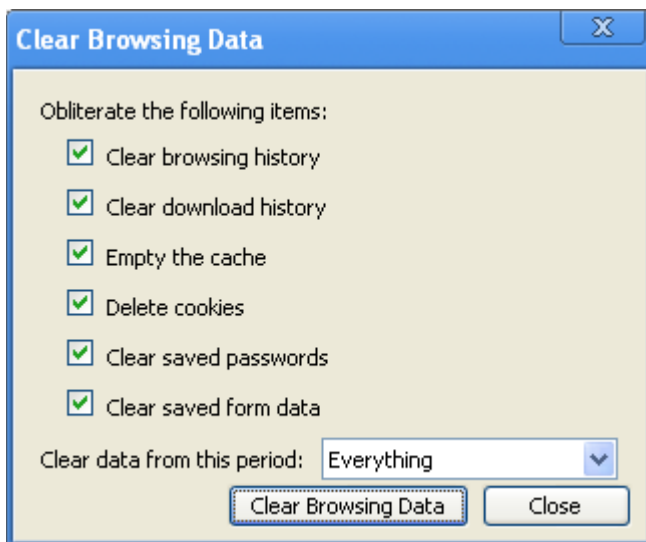 Clear Browsing Data
Obliterate the following items:
Clear browsing history
Clear download history
Empty the cache
Delete cookies
Clear saved passwords
Clear saved form data
Clear data from this period: Everything
Clear Browsing Data Close